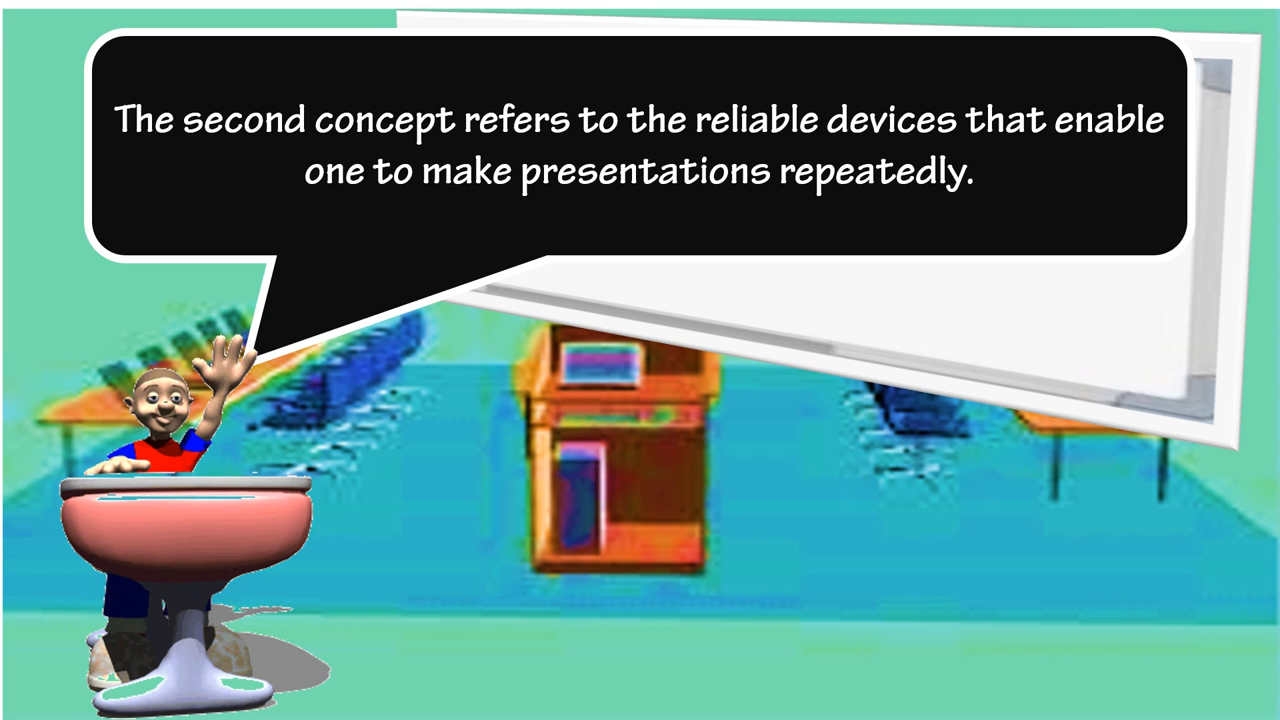 The second concept refers to the reliable devices that enable
one to make presentations repeatedly.